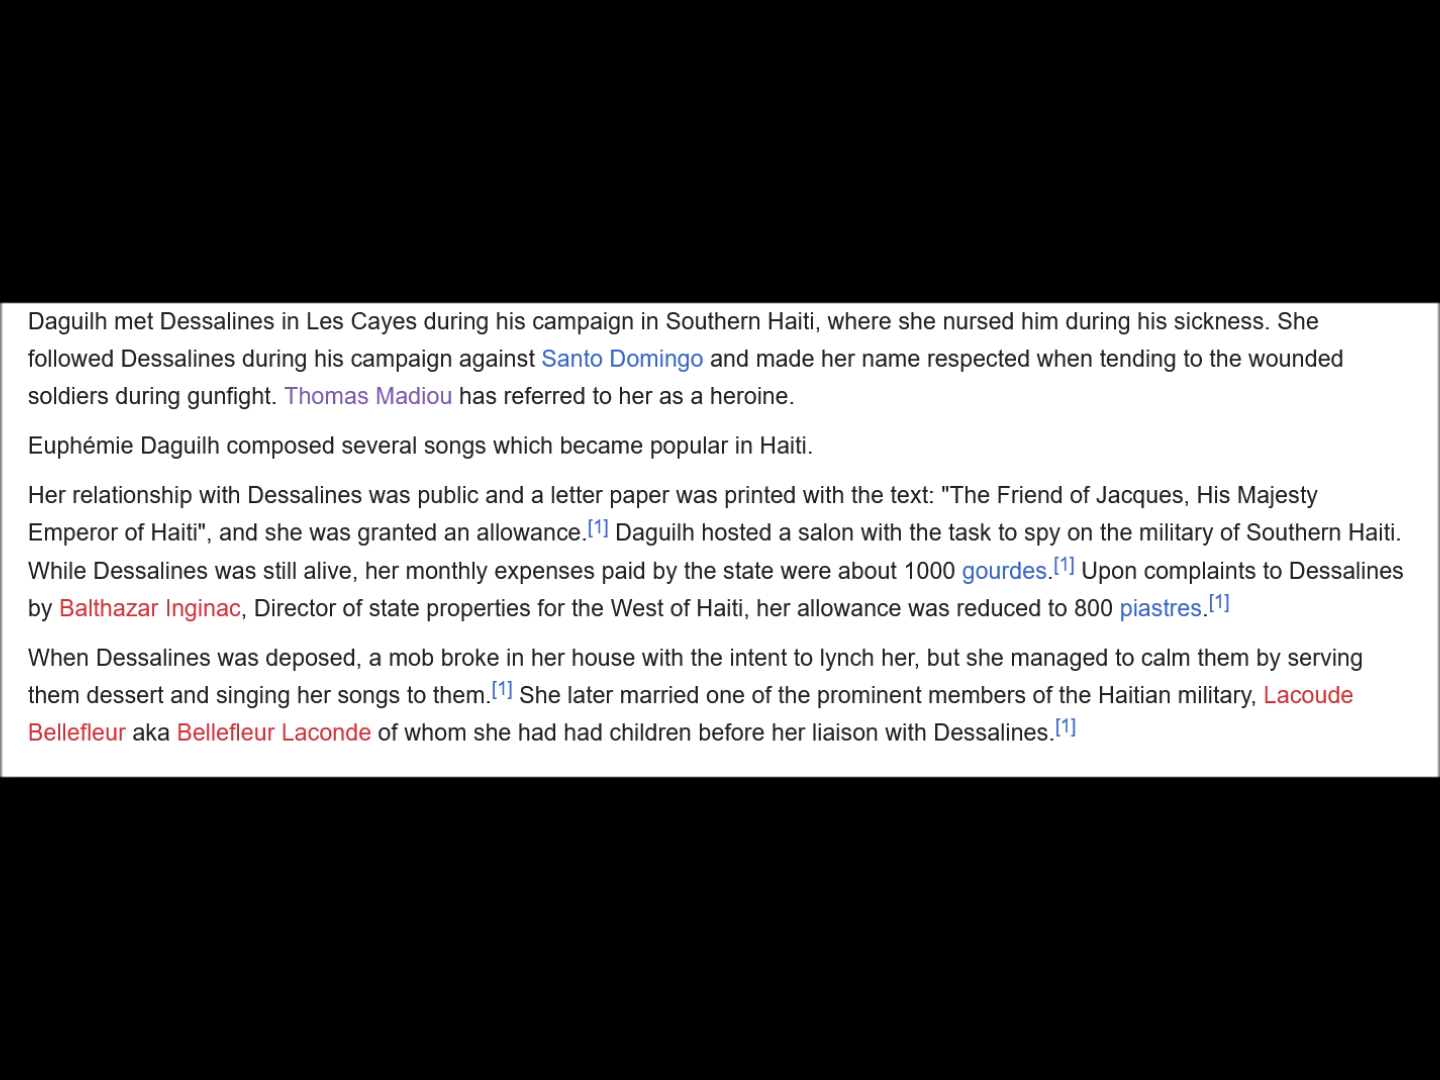 Daguilh met Dessalines in Les Cayes during his campaign in Southern Haiti, where she nursed him during his sickness. She
followed Dessalines during his campaign against Santo Domingo and made her name respected when tending to the wounded
soldiers during gunfight. Thomas Madiou has referred to her as a heroine.
Euphémie Daguilh composed several songs which became popular in Haiti.
Her relationship with Dessalines was public and a letter paper was printed with the text: "The Friend of Jacques, His Majesty
Emperor of Haiti", and she was granted an allowance.[1] Daguilh hosted a salon with the task to spy on the military of Southern Haiti.
While Dessalines was still alive, her monthly expenses paid by the state were about 1000 gourdes.[1] Upon complaints to Dessalines
by Balthazar Inginac, Director of state properties for the West of Haiti, her allowance was reduced to 800 piastres.[1]
When Dessalines was deposed, a mob broke in her house with the intent to lynch her, but she managed to calm them by serving
them dessert and singing her songs to them.[1] She later married one of the prominent members of the Haitian military, Lacoude
Bellefleur aka Bellefleur Laconde of whom she had had children before her liaison with Dessalines.[1]